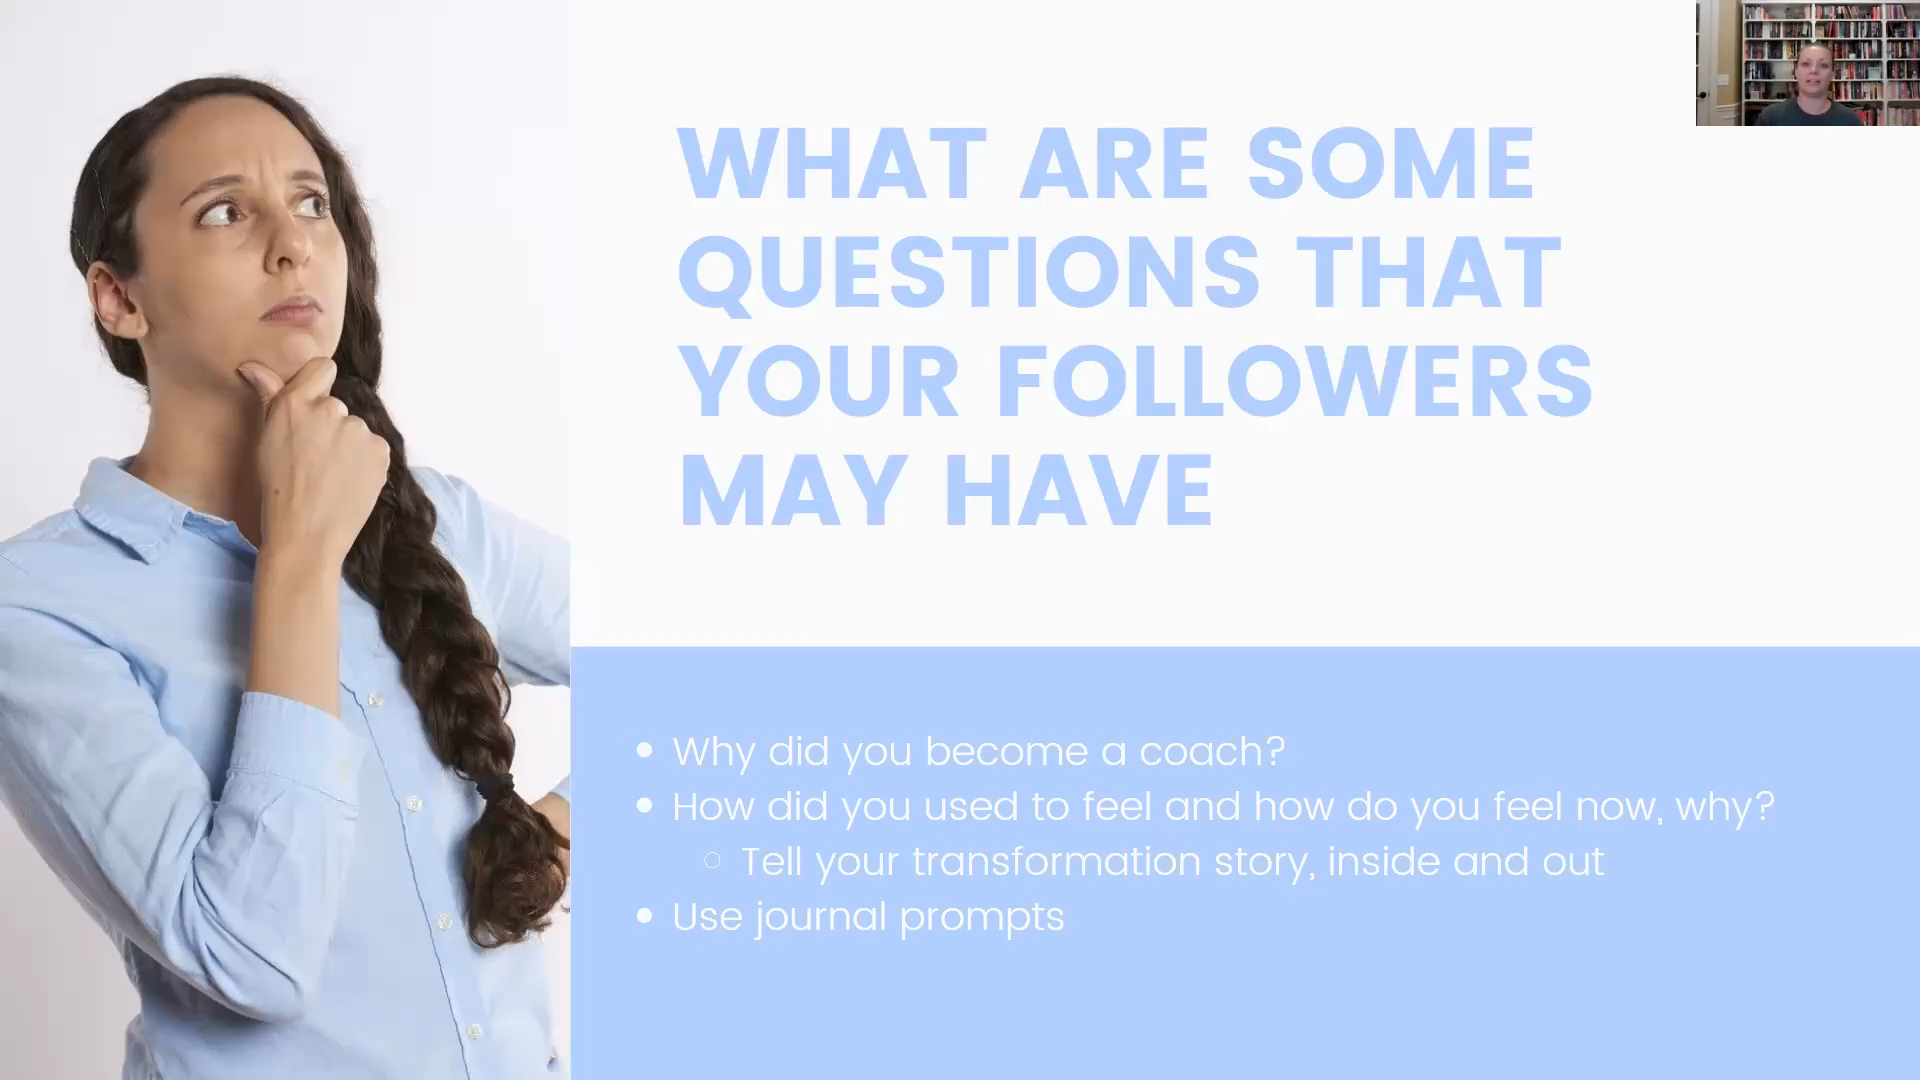 WHAT ARE SOME
QUESTIONS THAT
YOUR FOLLOWERS
MAY HAVE
Why did you become a coach?
How did you used to feel and how do you feel now, why?
Tell your transformation story, inside and out
Use journal prompts